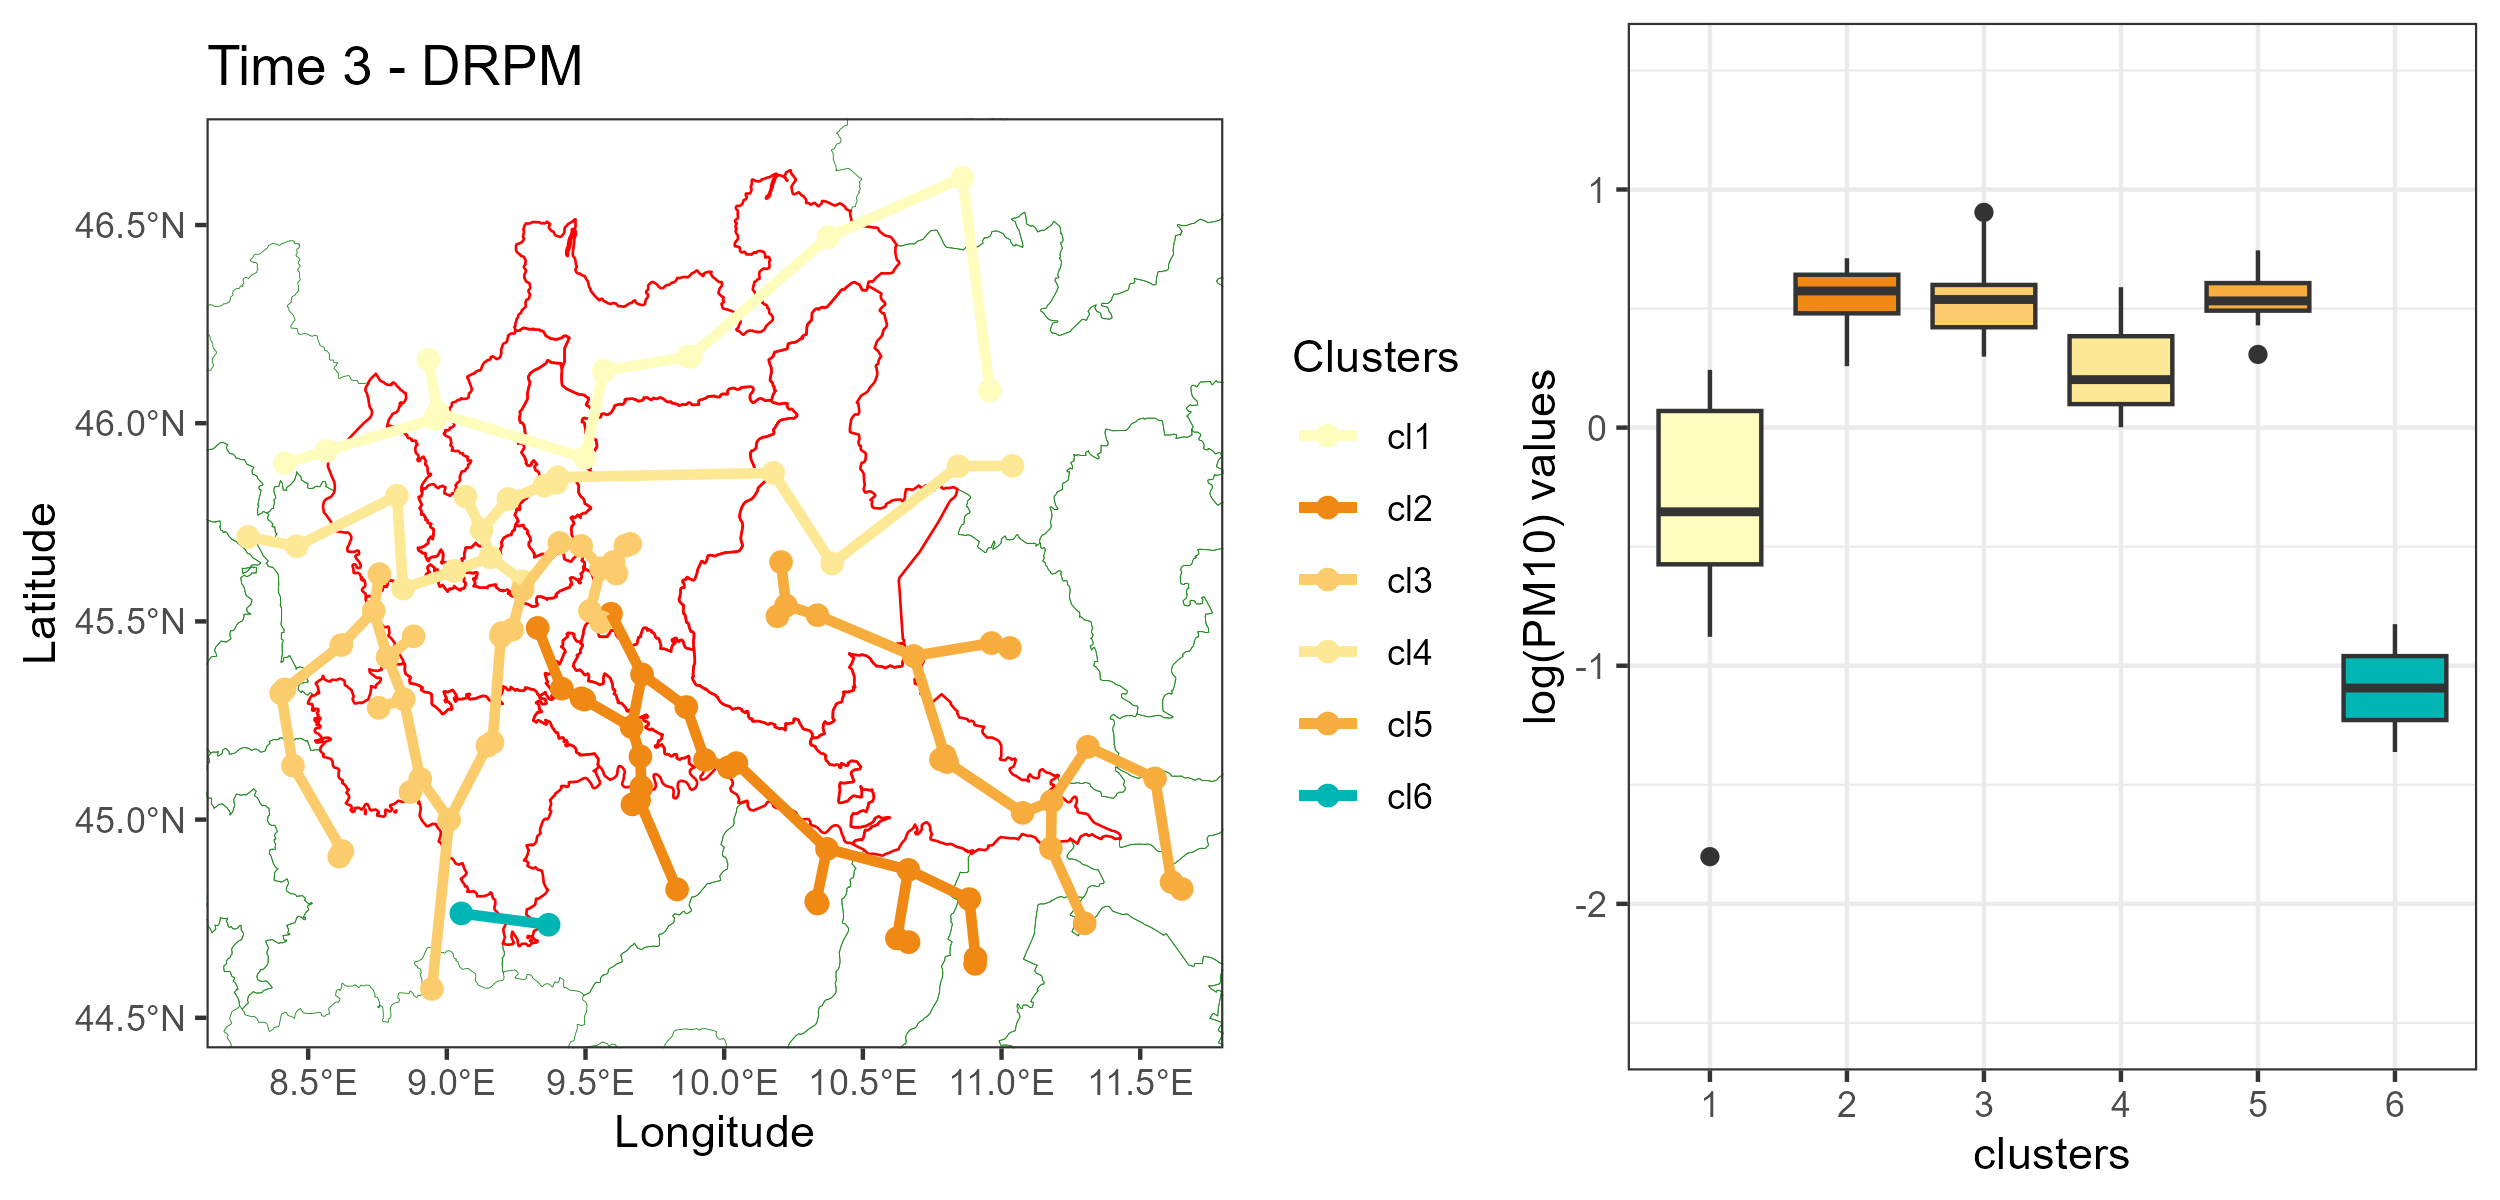 Time 3 - DRPM
Latitude
46.5°N
46.0°N
45.5°N
45.0°N
44.5°N
8.5°E 9.0°E 9.5°E 10.0°E 10.5°E 11.0°E 11.5°E
Longitude
Clusters
cl1
cl2
cl3
cl4
cl5
cl6
log(PM10) values
1
0
-1
-2
1 2 3 4 5 6
clusters